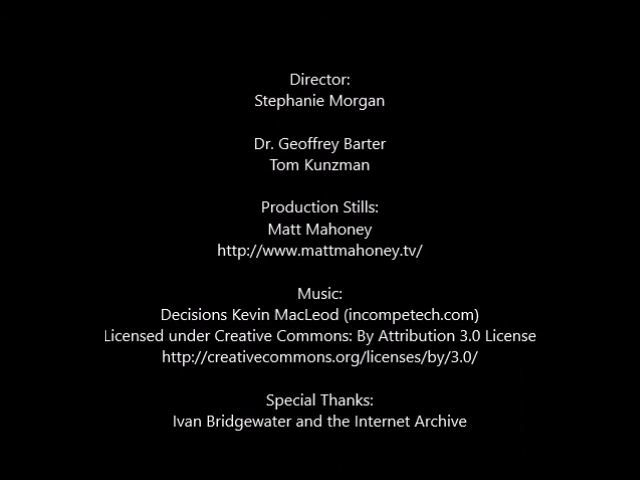 Director:
Stephanie Morgan
Dr. Geoffrey Barter
Tom Kunzman
Production Stills:
Matt Mahoney
http://www.mattmahoney.tv/
Music:
Decisions Kevin MacLeod (incompetech.com)
Licensed under Creative Commons: By Attribution 3.0 License
http://creativecommons.org/licenses/by/3.0/
Special Thanks:
Ivan Bridgewater and the Internet Archive